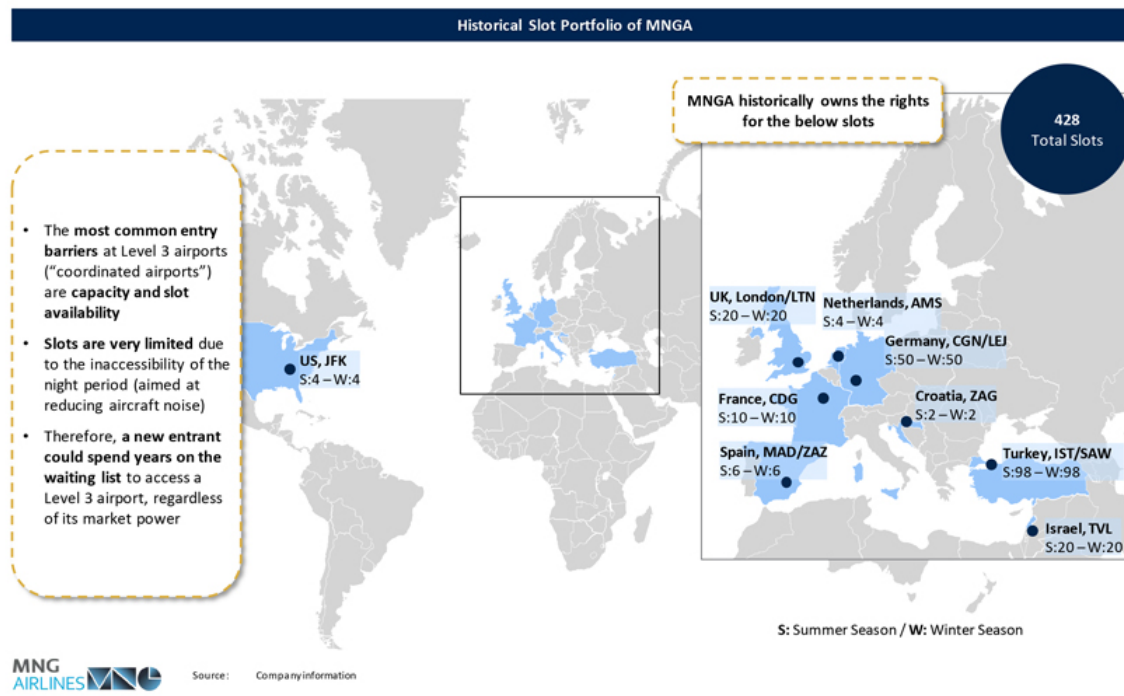 Historical Slot Portfolio of MNGA
MNGA historically owns the rights
for the below slots
428
Total Slots
• The most common entry
barriers at Level 3 airports
("coordinated airports")
are capacity and slot
availability
• Slots are very limited due
to the inaccessibility of the
night period (aimed at
reducing aircraft noise)
• Therefore, a new entrant
could spend years on the
waiting list to access a
Level 3 airport, regardless
of its market power
US, JFK
S:4 – W:4
UK, London/LTN
S:20 – W:20
Netherlands, AMS
S:4 – W:4
Germany, CGN/LEJ
S:50 – W:50
France, CDG
S:10 – W:10
Croatia, ZAG
S:2 – W:2
Spain, MAD/ZAZ
S:6 – W:6
Turkey, IST/SAW
S:98 – W:98
Israel, TVL
S:20 – W:20
S: Summer Season / W: Winter Season
MNG
AIRLINES
MNG
Source: Company information